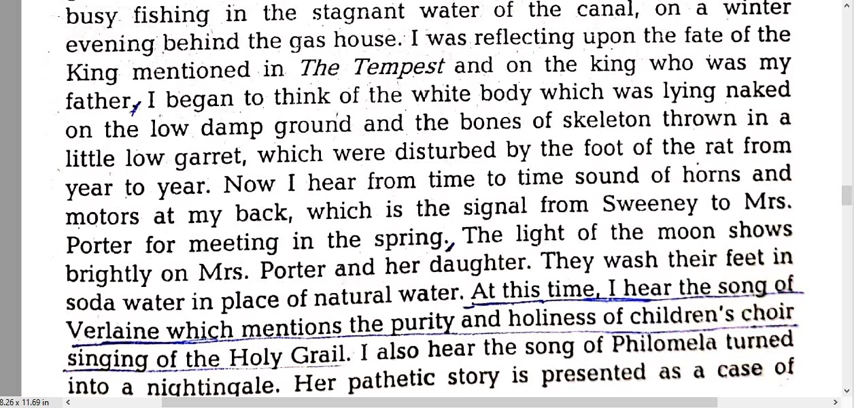 busy fishing in the stagnant water of the canal, on a winter
evening behind the gas house. I was reflecting upon the fate of the
King mentioned in The Tempest and on the king who was my
father, I began to think of the white body which was lying naked
on the low damp ground and the bones of skeleton thrown in a
little low garret, which were disturbed by the foot of the rat from
year to year. Now I hear from time to time sound of horns and
motors at my back, which is the signal from Sweeney to Mrs.
Porter for meeting in the spring., The light of the moon shows
brightly on Mrs. Porter and her daughter. They wash their feet in
soda water in place of natural water. At this time, I hear the song of
Verlaine which mentions the purity and holiness of children's choir
singing of the Holy Grail. I also hear the song of Philomela turned
into a nightingale. Her pathetic story is presented as a case of
8.26 x 11.69 in